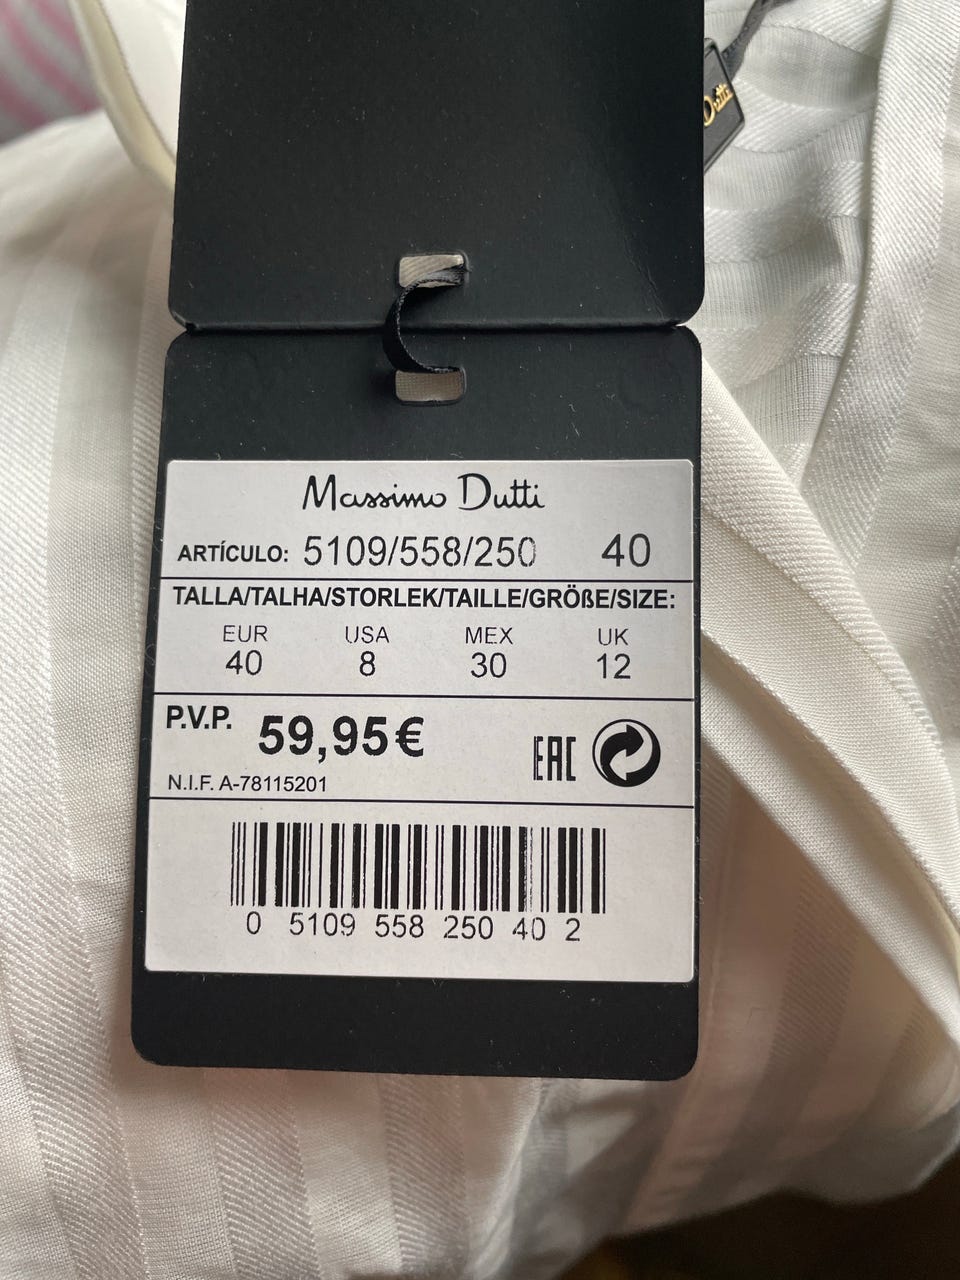 Dutti
Massimo Dutti
ARTÍCULO: 5109/558/250 40
TALLA/TALHA/STORLEK/TAILLE/GRÖßE/SIZE:
EUR USA MEX UK
40 8 30 12
P.V.P. 59,95€
EAC
N.I.F. A-78115201
0 5109 558 250 40 2